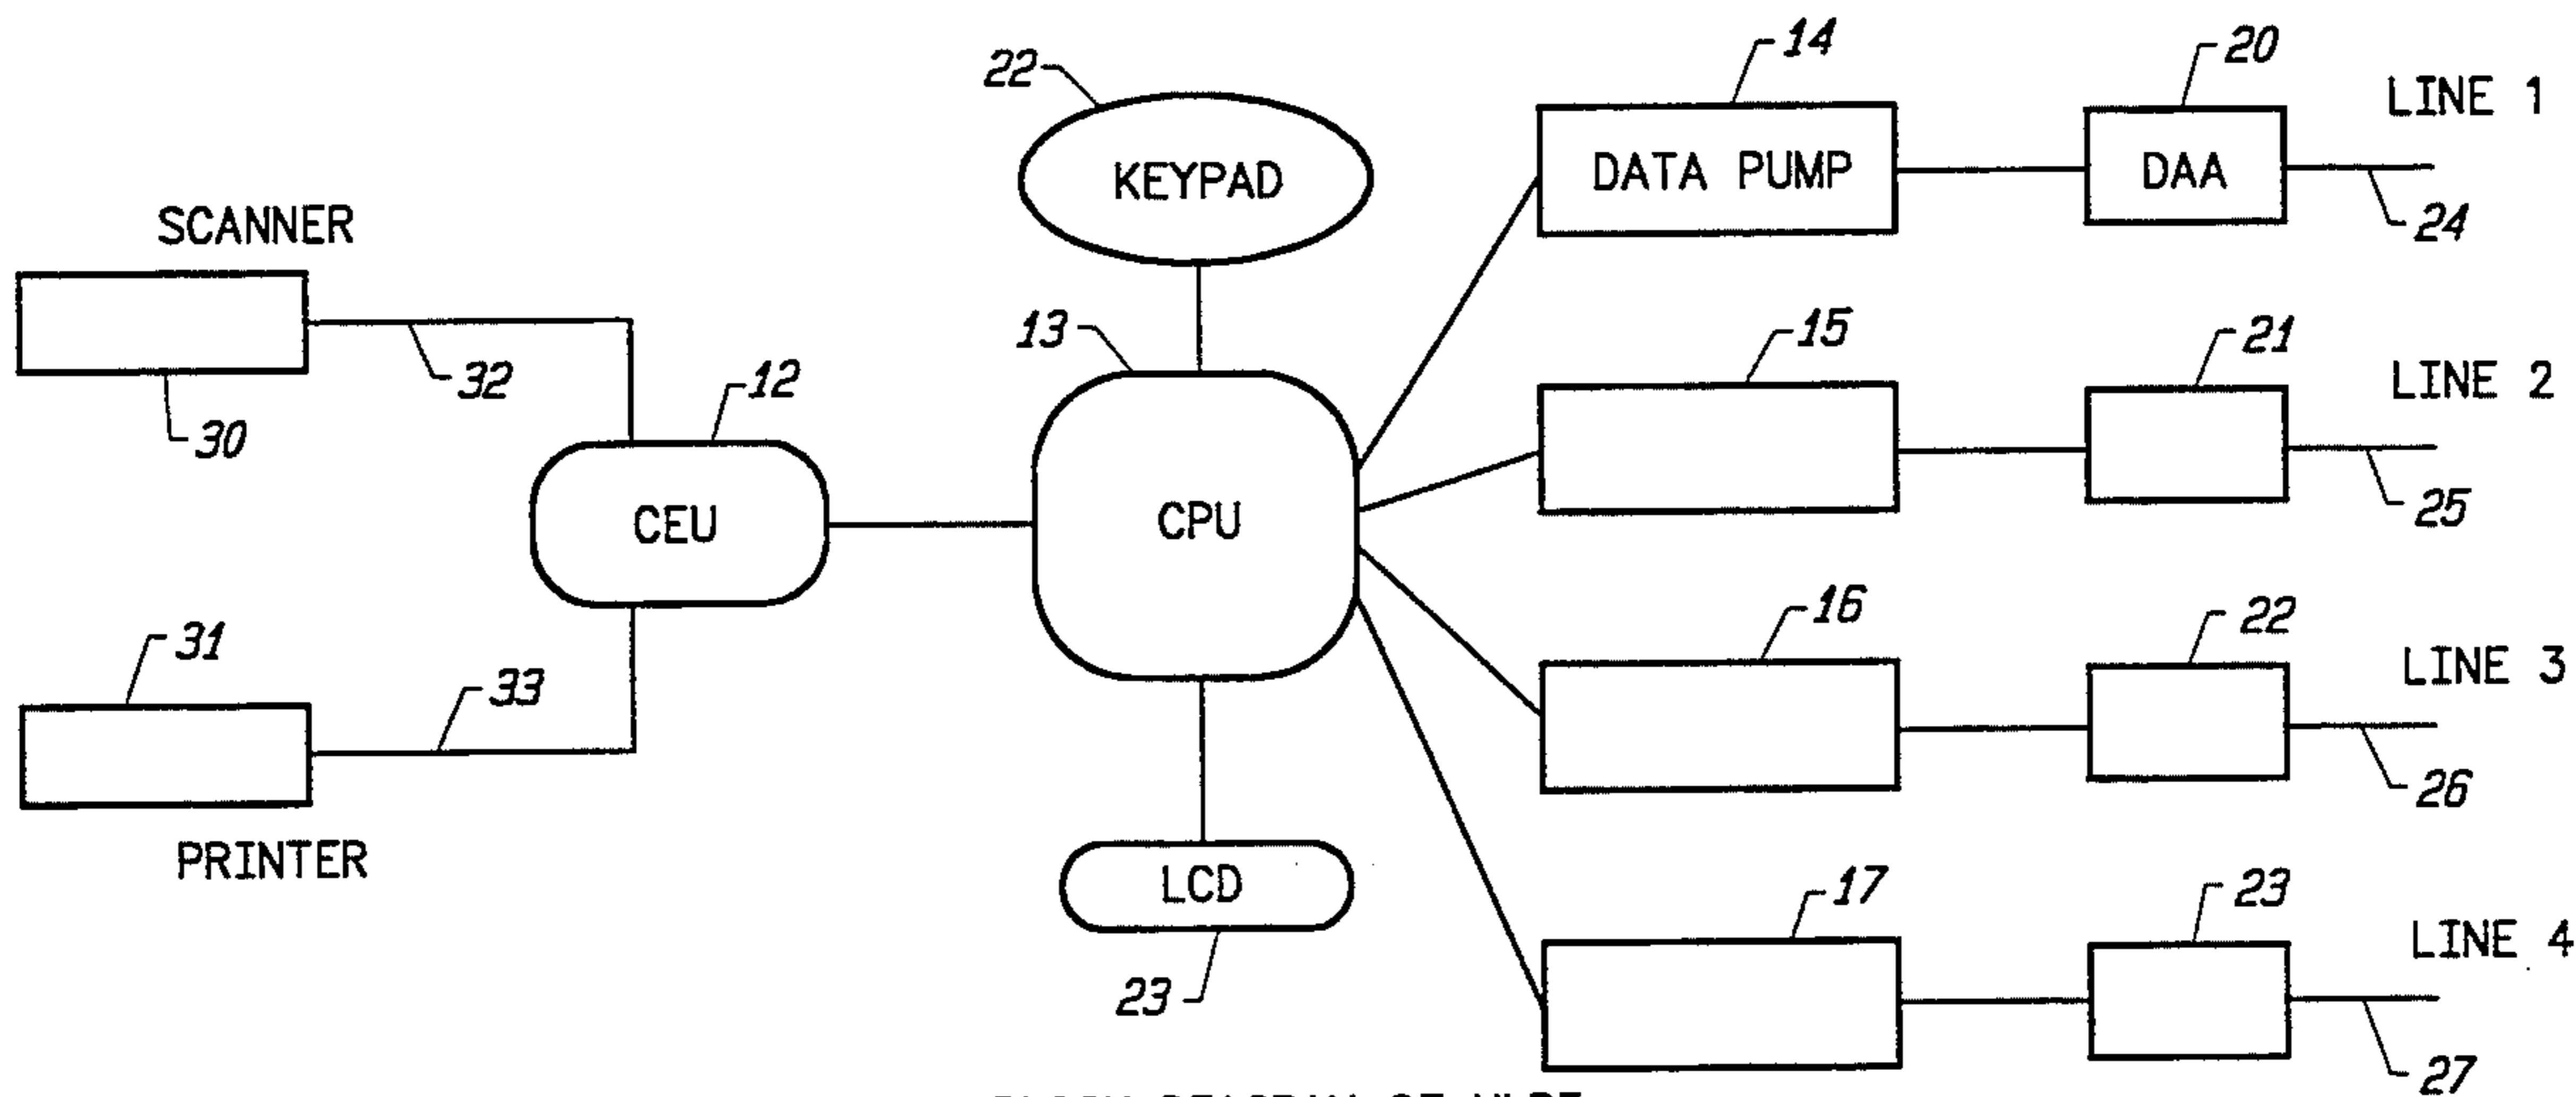 14
20
LINE 1
22
DATA PUMP
DAA
KEYPAD
24
SCANNER
13
15
21
LINE 2
32
12
30
CEU
CPU
25
16
22
LINE 3
31
33
26
PRINTER
LCD
17
23
LINE 4
23
27